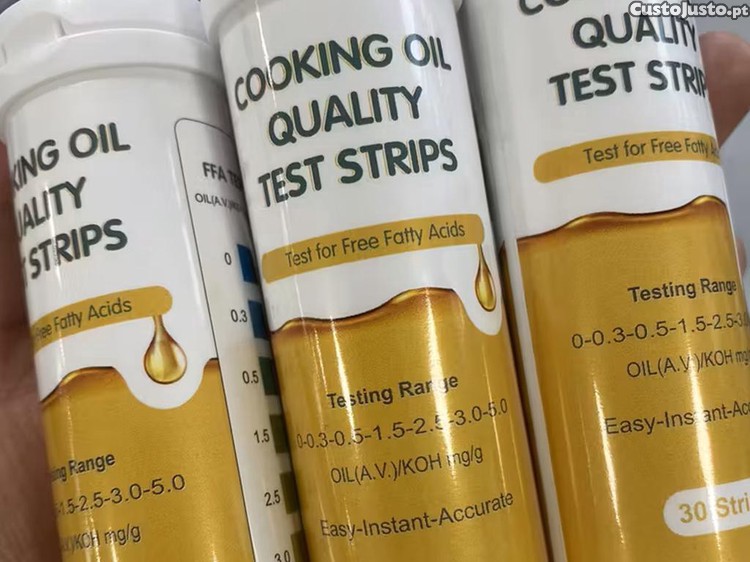 CustoJusto.pt
KING OIL
ALITY
STRIPS
Free Fatty Acids
Range
-1.5-2.5-3.0-5.0
KOH mg/g
FFA
OIL(A.V.)
0
0.3
0.5
1.5
2.5
3.0
COOKING OIL
QUALITY
TEST STRIPS
Test for Free Fatty Acids
Testing Range
0-0.3-0.5-1.5-2.5-3.0-5.0
OIL(A.V.)/KOH mg/g
Easy-Instant-Accurate
QUALITY
TEST STRIP
Test for Free Fatty
Testing Range
0-0.3-0.5-1.5-2.5-3.0
OIL(A.V.)/KOH mg
Easy-Instant-Acc
30 Stri